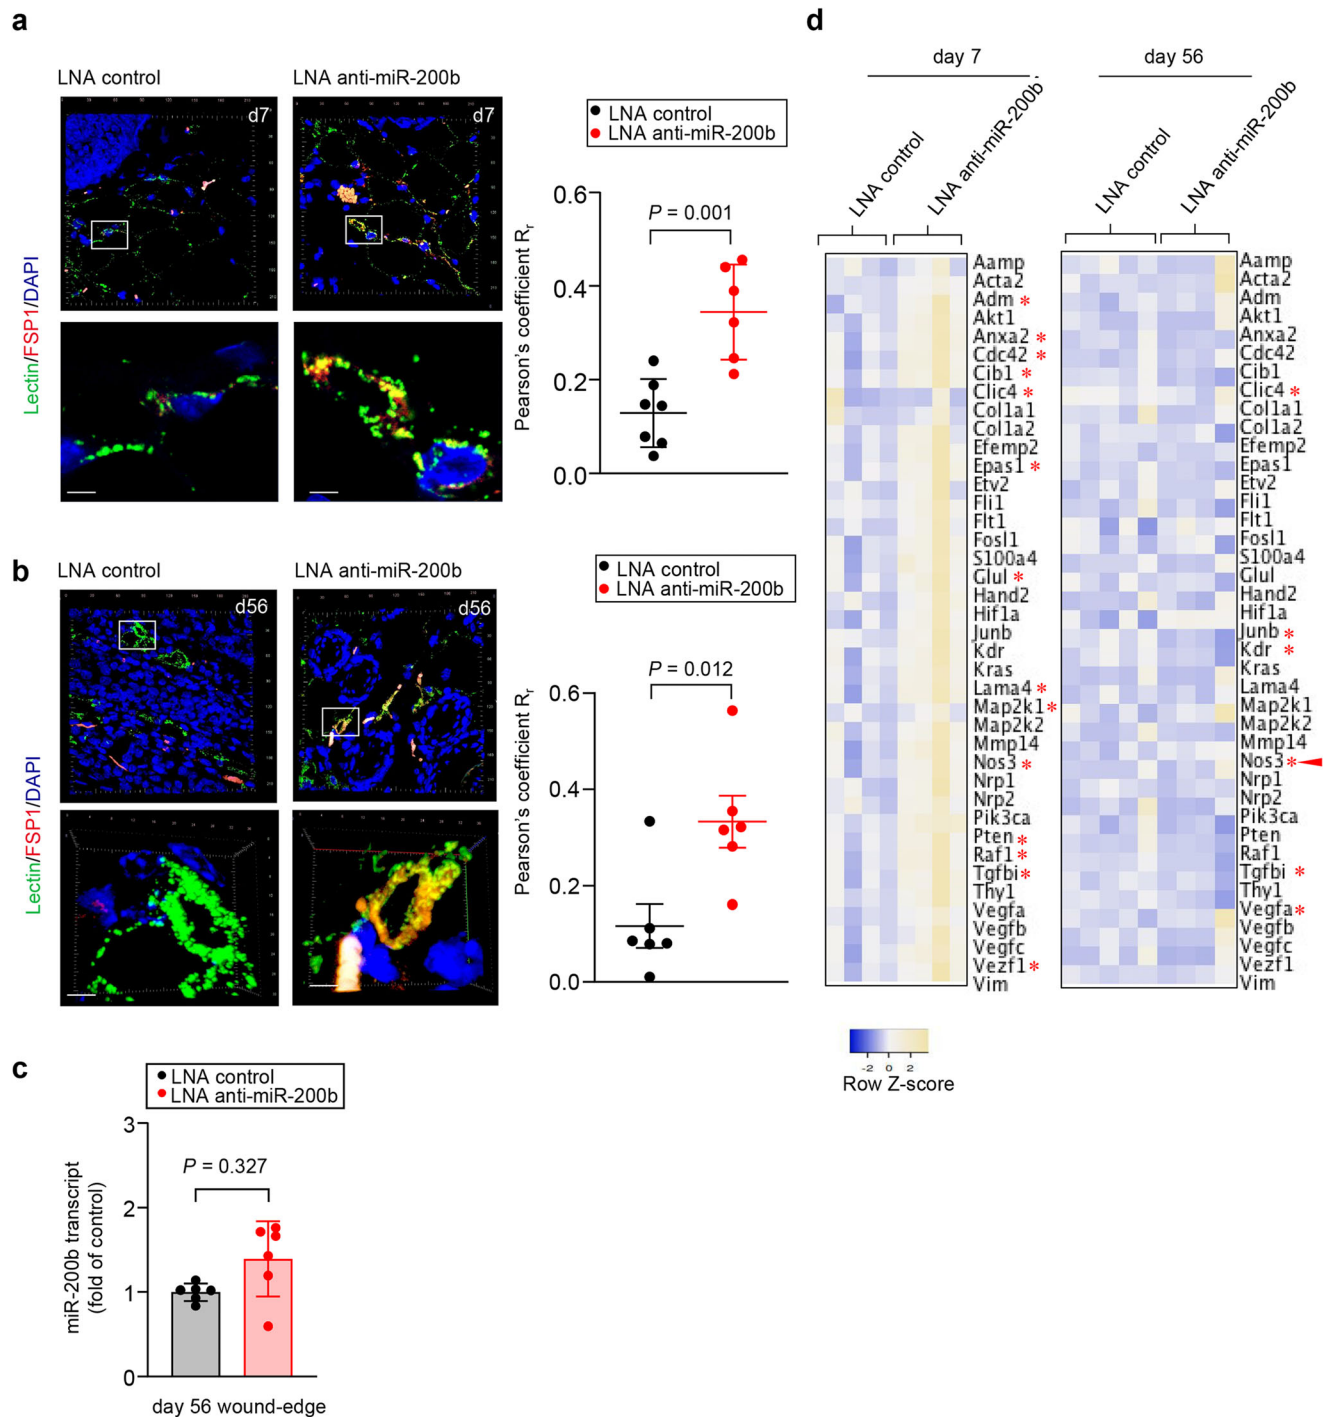 a
LNA control
LNA anti-miR-200b
d7
d7
Lectin/FSP1/DAPI
LNA control
LNA anti-miR-200b
Pearson's coefficient Rr
0.6
0.4
0.2
0.0
P = 0.001
b
LNA control
LNA anti-miR-200b
d56
d56
Lectin/FSP1/DAPI
LNA control
LNA anti-miR-200b
Pearson's coefficient Rr
0.6
0.4
0.2
0.0
P = 0.012
c
LNA control
LNA anti-miR-200b
miR-200b transcript
(fold of control)
3
2
1
0
P = 0.327
day 56 wound-edge
d
day 7
day 56
LNA control
LNA anti-miR-200b
LNA control
LNA anti-miR-200b
Aamp
Acta2
Adm *
Akt1
Anxa2 *
Cdc42 *
Cib1 *
Clic4 *
Col1a1
Col1a2
Efemp2
Epas1 *
Etv2
Fli1
Flt1
Fosl1
S100a4
Glul *
Hand2
Hif1a
Junb
Kdr
Kras
Lama4 *
Map2k1 *
Map2k2
Mmp14
Nos3 *
Nrp1
Nrp2
Pik3ca
Pten *
Raf1 *
Tgfbi *
Thy1
Vegfa
Vegfb
Vegfc
Vezf1 *
Vim
Aamp
Acta2
Adm
Akt1
Anxa2
Cdc42
Cib1
Clic4 *
Col1a1
Col1a2
Efemp2
Epas1
Etv2
Fli1
Flt1
Fosl1
S100a4
Glul
Hand2
Hif1a
Junb *
Kdr *
Kras
Lama4
Map2k1
Map2k2
Mmp14
Nos3 *
Nrp1
Nrp2
Pik3ca
Pten
Raf1
Tgfbi *
Thy1
Vegfa *
Vegfb
Vegfc
Vezf1
Vim
-2 0 2
Row Z-score